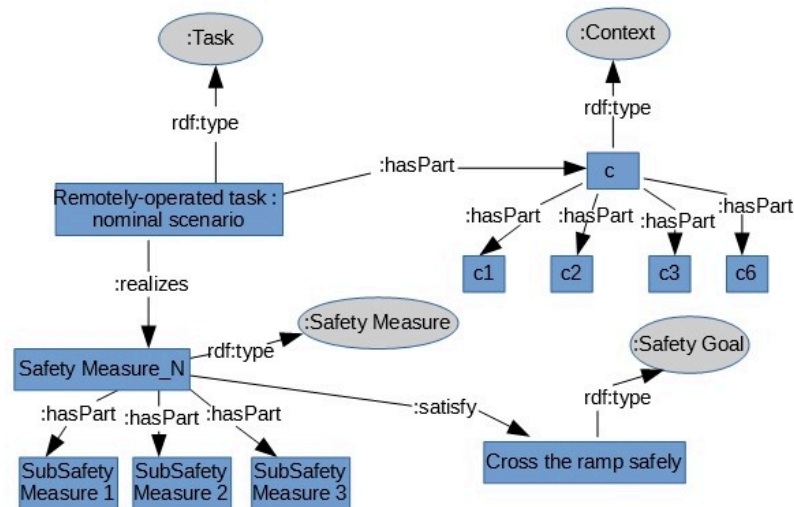 :Task
:Context
rdf:type
rdf:type
:hasPart
c
Remotely-operated task :
nominal scenario
:hasPart
:hasPart
:hasPart
:hasPart
c1
c2
c3
c6
:realizes
:Safety Measure
rdf:type
:Safety Goal
Safety Measure_N
rdf:type
:hasPart
:hasPart
:hasPart
:satisfy
Cross the ramp safely
SubSafety
Measure 1
SubSafety
Measure 2
SubSafety
Measure 3